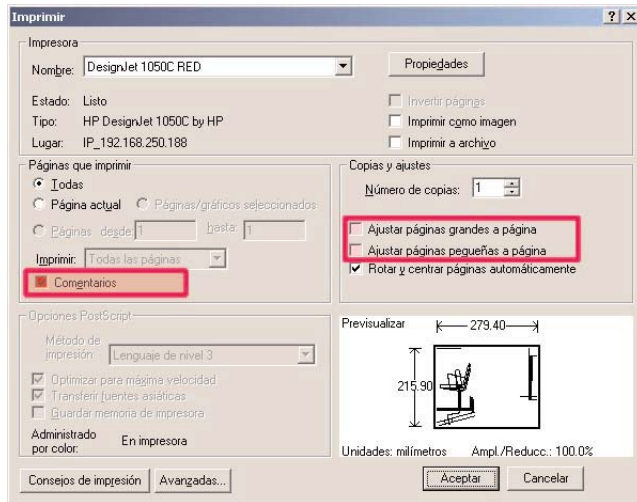 Imprimir
Impresora
Nombre: DesignJet 1050C RED
Propiedades
Estado: Listo
Tipo: HP DesignJet 1050C by HP
Lugar: IP_192.168.250.188
Invertir páginas
Imprimir como imagen
Imprimir a archivo
Páginas que imprimir
Todas
Página actual
Páginas/gráficos seleccionados
Páginas desde: 1 hasta: 1
Imprimir: Todas las páginas
Comentarios
Copias y ajustes
Número de copias: 1
Ajustar páginas grandes a página
Ajustar páginas pequeñas a página
Rotar y centrar páginas automáticamente
Opciones PostScript
Método de
impresión: Lenguaje de nivel 3
Optimizar para máxima velocidad
Transferir fuentes asiáticas
Guardar memoria de impresora
Administrado
por color: En impresora
Previsualizar
279.40
215.90
Unidades: milímetros Ampl./Reducc.: 100.0%
Consejos de impresión
Avanzadas...
Aceptar
Cancelar